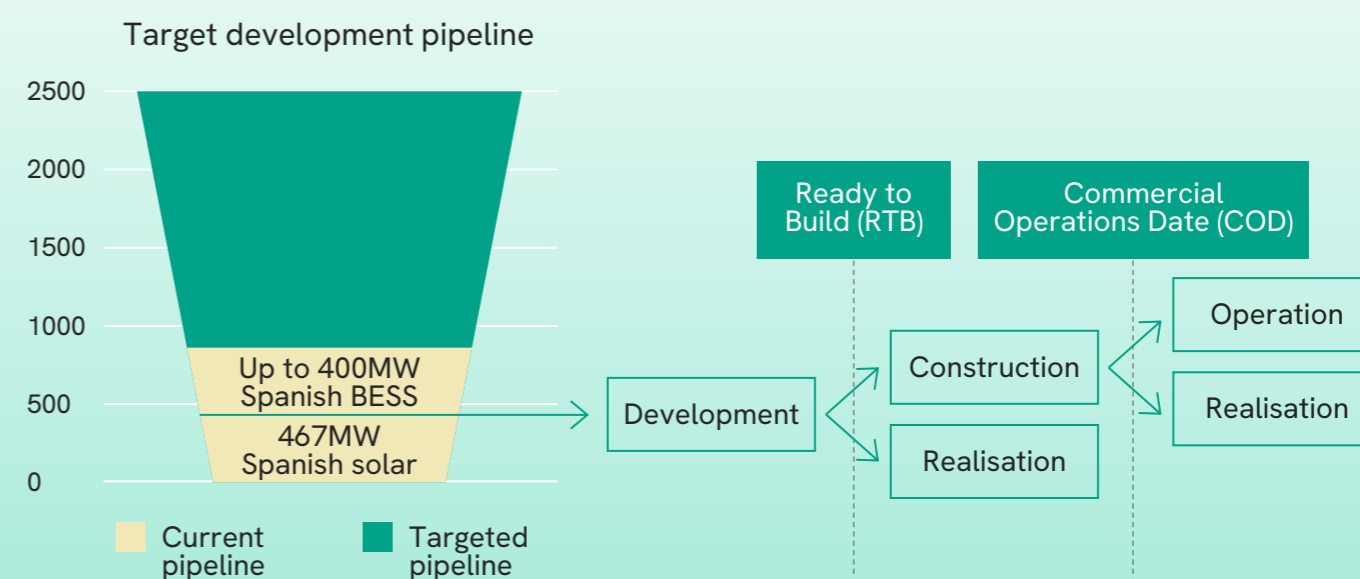 Target development pipeline
2500
2000
1500
1000
500
0
Up to 400MW
Spanish BESS
467MW
Spanish solar
Current
pipeline
Targeted
pipeline
Ready to
Build (RTB)
Commercial
Operations Date (COD)
Development
Construction
Realisation
Operation
Realisation